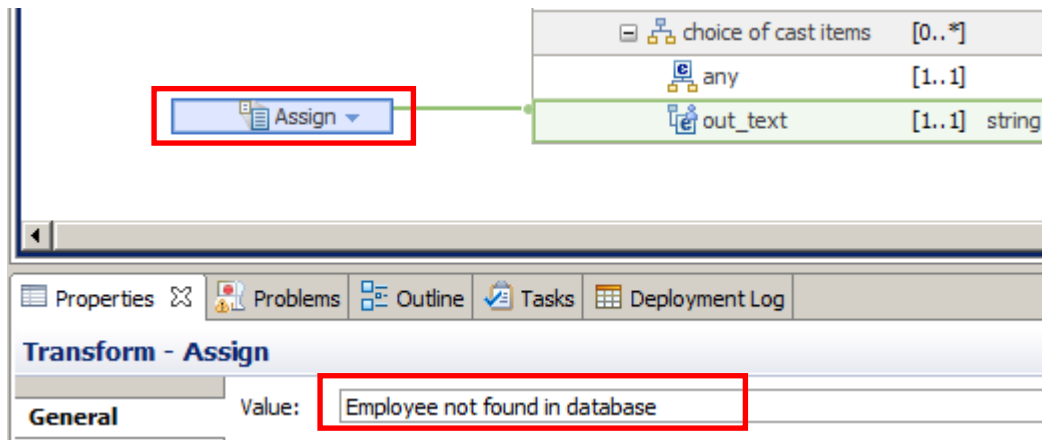 choice of cast items [0..*]
any [1..1]
Assign
out_text [1..1] string
Properties Problems Outline Tasks Deployment Log
Transform - Assign
General Value: Employee not found in database